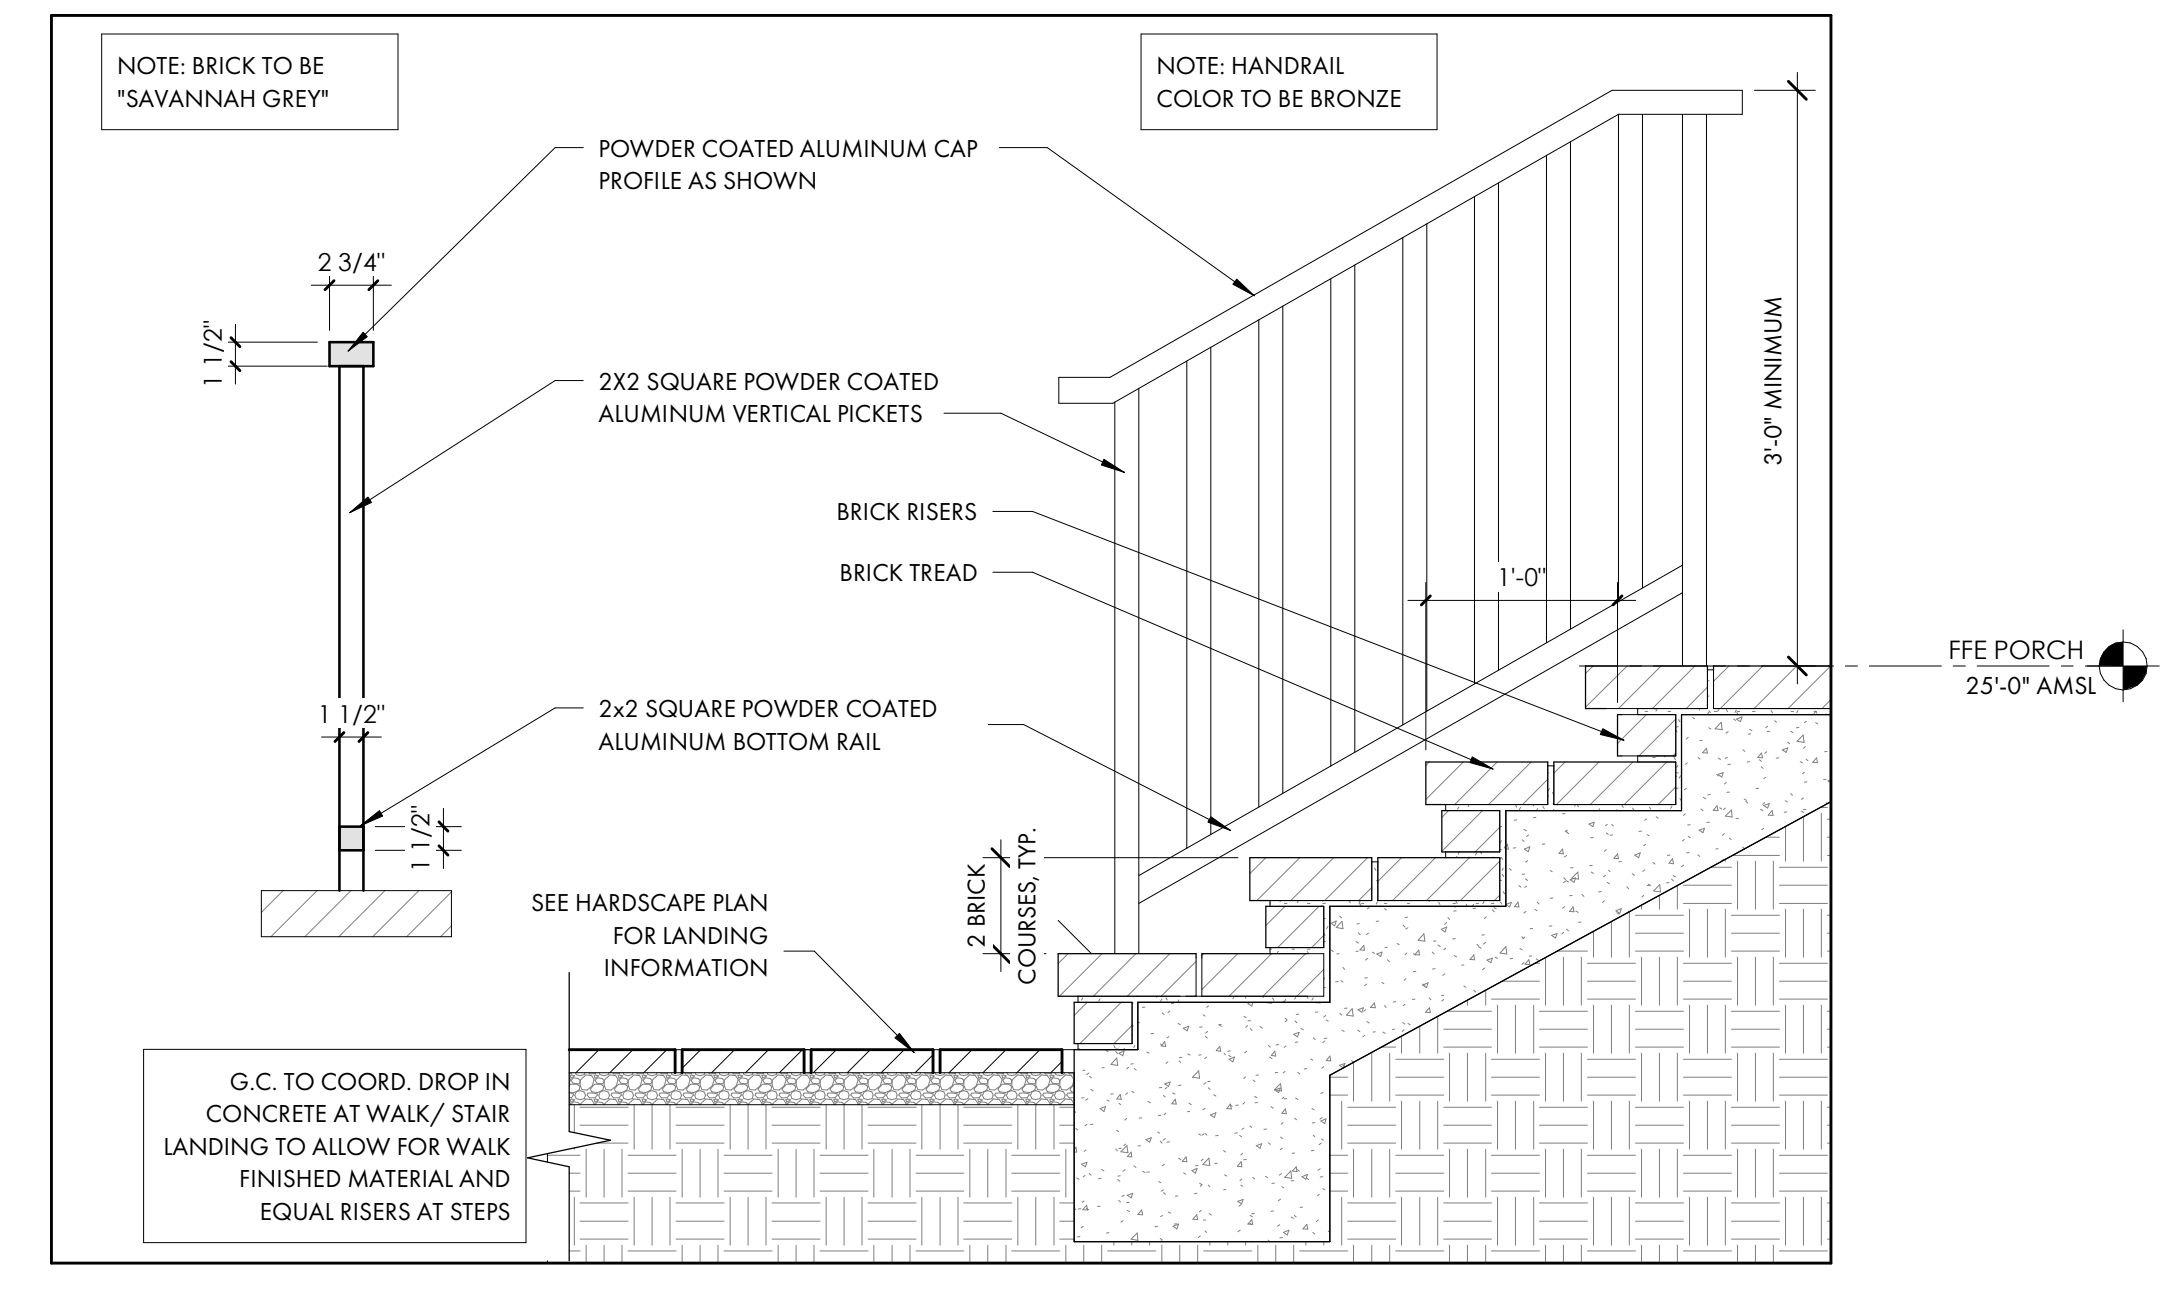 NOTE: BRICK TO BE
"SAVANNAH GREY"
NOTE: HANDRAIL
COLOR TO BE BRONZE
POWDER COATED ALUMINUM CAP
PROFILE AS SHOWN
2 3/4"
1 1/2"
2X2 SQUARE POWDER COATED
ALUMINUM VERTICAL PICKETS
3'-0" MINIMUM
BRICK RISERS
BRICK TREAD
1'-0"
FFE PORCH
25'-0" AMSL
1 1/2"
2x2 SQUARE POWDER COATED
ALUMINUM BOTTOM RAIL
1 1/2"
2 BRICK
COURSES, TYP.
SEE HARDSCAPE PLAN
FOR LANDING
INFORMATION
G.C. TO COORD. DROP IN
CONCRETE AT WALK/ STAIR
LANDING TO ALLOW FOR WALK
FINISHED MATERIAL AND
EQUAL RISERS AT STEPS